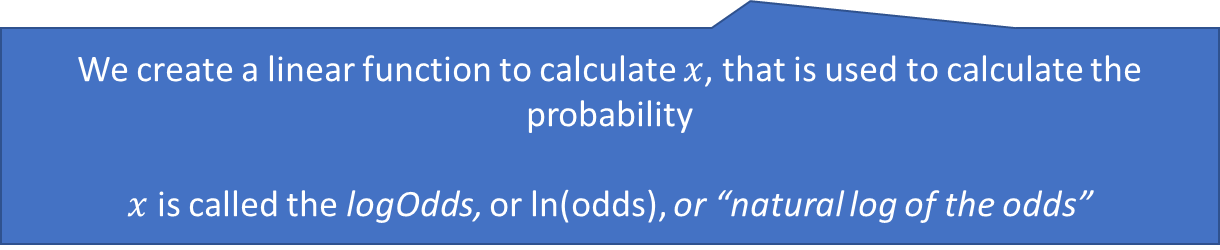 We create a linear function to calculate 𝑥, that is used to calculate the
probability
𝑥 is called the logOdds, or ln(odds), or “natural log of the odds”